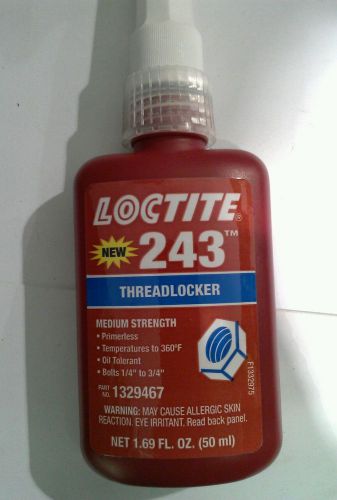 LOCTITE®
NEW 243™
THREADLOCKER
MEDIUM STRENGTH
• Primerless
• Temperatures to 360°F
• Oil Tolerant
• Bolts 1/4" to 3/4"
PART NO. 1329467
F1332975
WARNING: MAY CAUSE ALLERGIC SKIN
REACTION. EYE IRRITANT. Read back panel.
NET 1.69 FL. OZ. (50 ml)